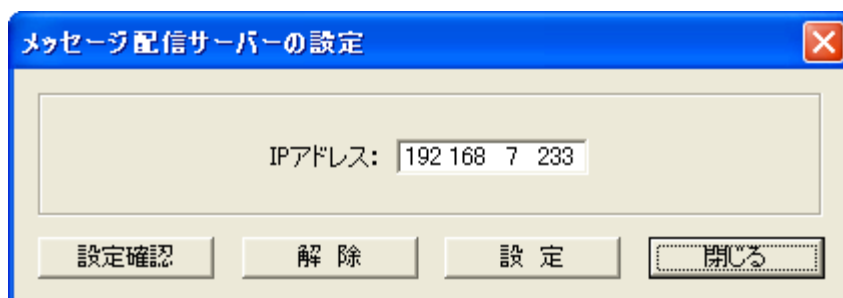 メッセージ配信サーバーの設定
IPアドレス: 192 168 7 233
設定確認 解 除 設 定 閉じる